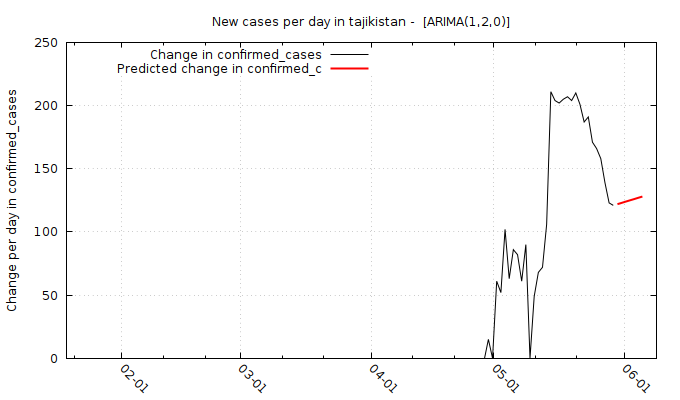 New cases per day in tajikistan -  [ARIMA(1,2,0)]
Change in confirmed_cases
Predicted change in confirmed_c
Change per day in confirmed_cases
250
200
150
100
50
0
02-01
03-01
04-01
05-01
06-01